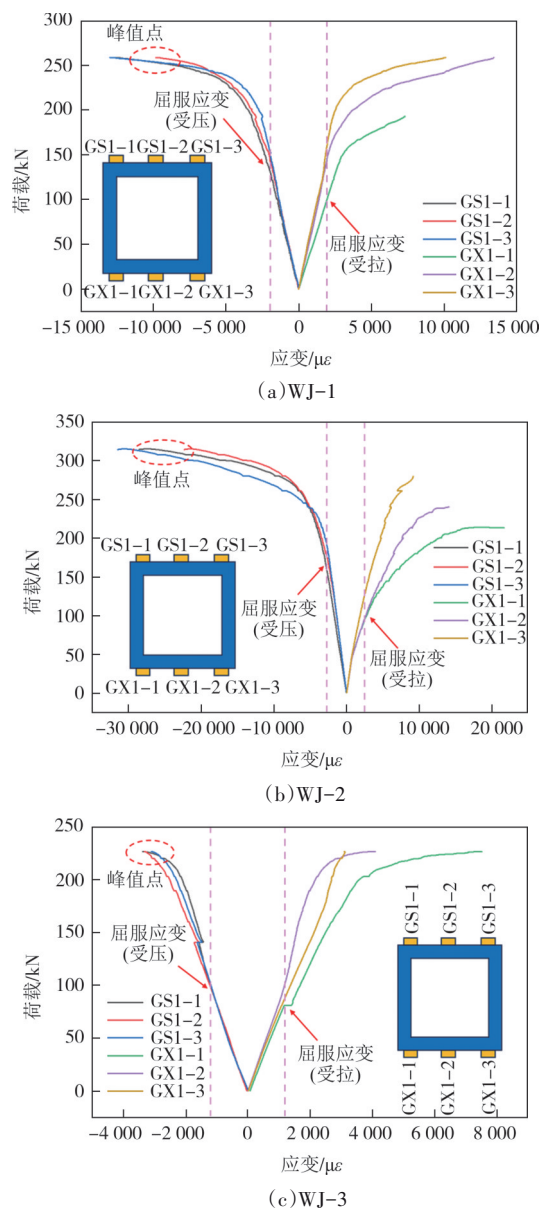 300
250
200
150
100
50
0
荷载/kN
峰值点
屈服应变
(受压)
GS1-1 GS1-2 GS1-3
GX1-1 GX1-2 GX1-3
屈服应变
(受拉)
GS1-1
GS1-2
GS1-3
GX1-1
GX1-2
GX1-3
-15 000 -10 000 -5 000 0 5 000 10 000 15 000
应变/με
(a)WJ-1
350
300
250
200
150
100
50
0
荷载/kN
峰值点
GS1-1 GS1-2 GS1-3
GX1-1 GX1-2 GX1-3
屈服应变
(受压)
屈服应变
(受拉)
GS1-1
GS1-2
GS1-3
GX1-1
GX1-2
GX1-3
-30 000 -20 000 -10 000 0 10 000 20 000
应变/με
(b)WJ-2
250
200
150
100
50
0
荷载/kN
峰值点
屈服应变
(受压)
GS1-1
GS1-2
GS1-3
GX1-1
GX1-2
GX1-3
屈服应变
(受拉)
GS1-1
GS1-2
GS1-3
GX1-1
GX1-2
GX1-3
-4 000 -2 000 0 2 000 4 000 6 000 8 000
应变/με
(c)WJ-3